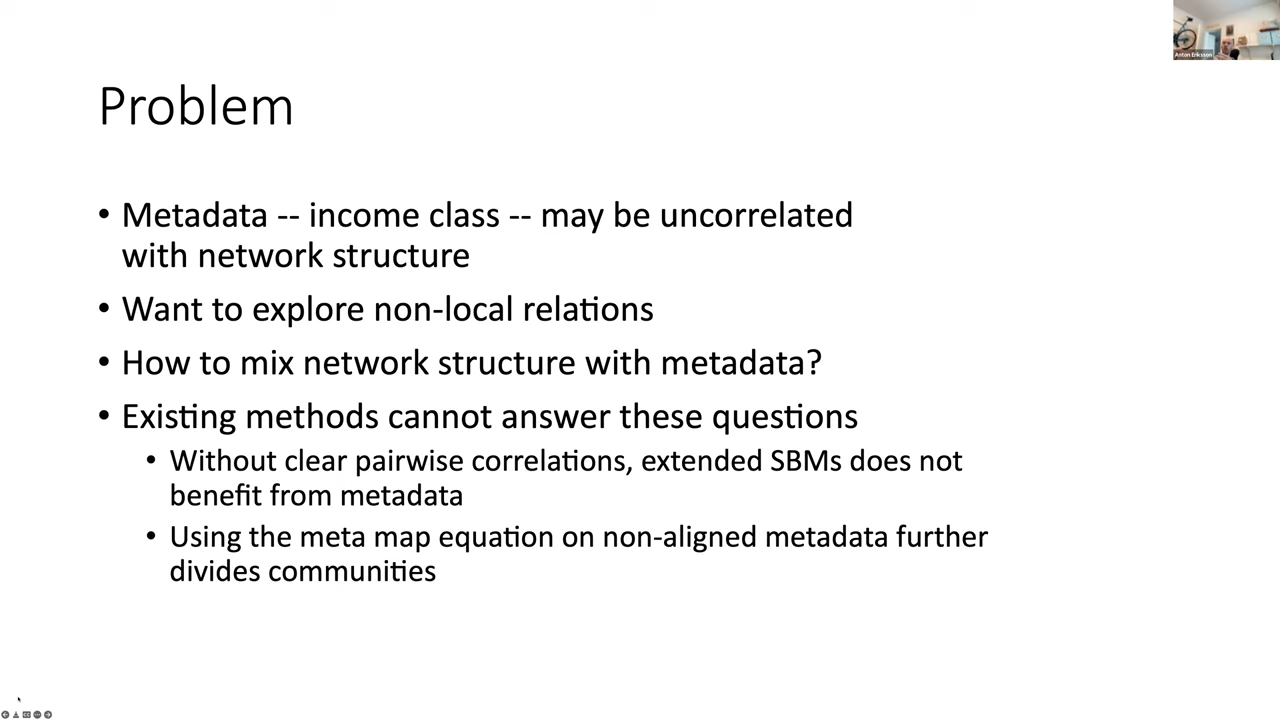 Anton Eriksson
Problem
• Metadata -- income class -- may be uncorrelated
with network structure
• Want to explore non-local relations
• How to mix network structure with metadata?
• Existing methods cannot answer these questions
• Without clear pairwise correlations, extended SBMs does not
benefit from metadata
• Using the meta map equation on non-aligned metadata further
divides communities